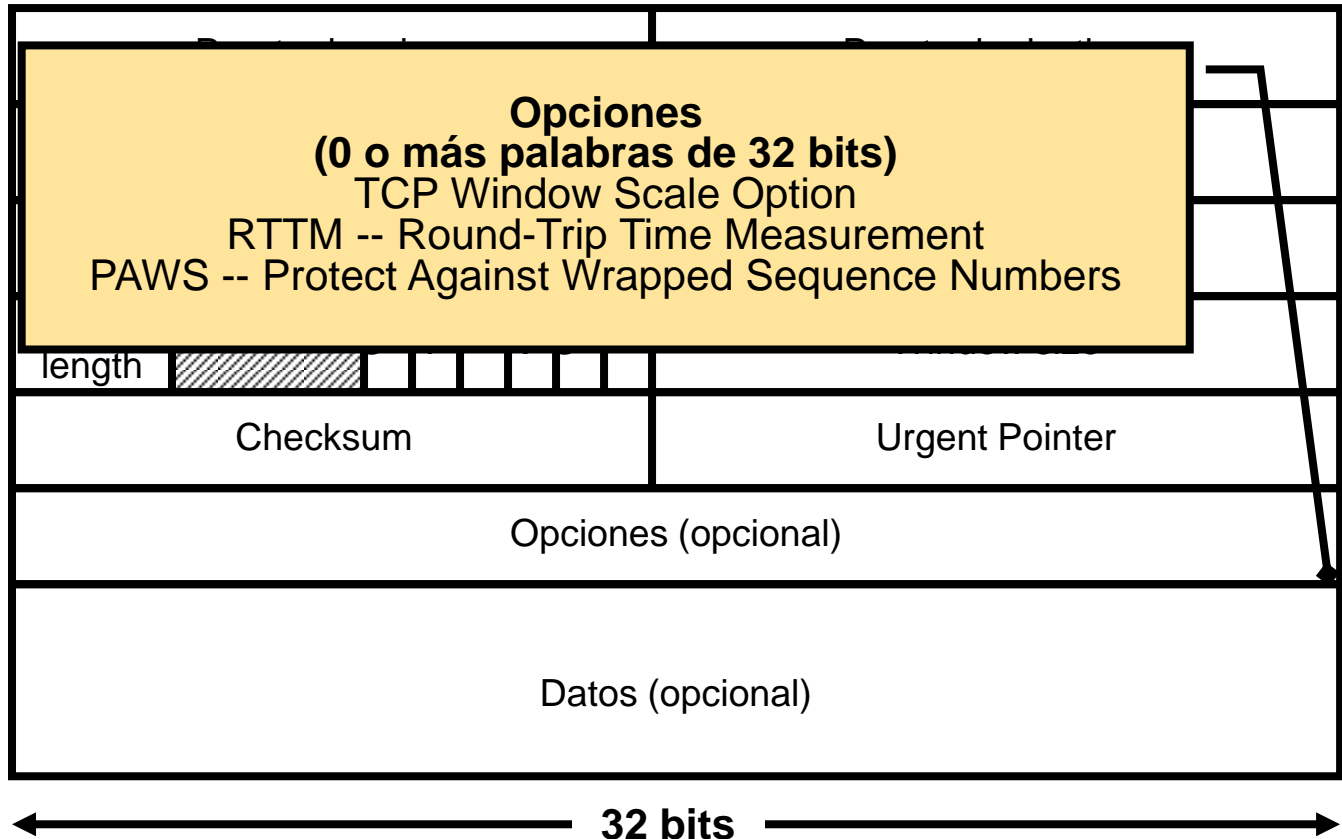 Opciones
(0 o más palabras de 32 bits)
TCP Window Scale Option
RTTM -- Round-Trip Time Measurement
PAWS -- Protect Against Wrapped Sequence Numbers
length
Checksum
Urgent Pointer
Opciones (opcional)
Datos (opcional)
32 bits